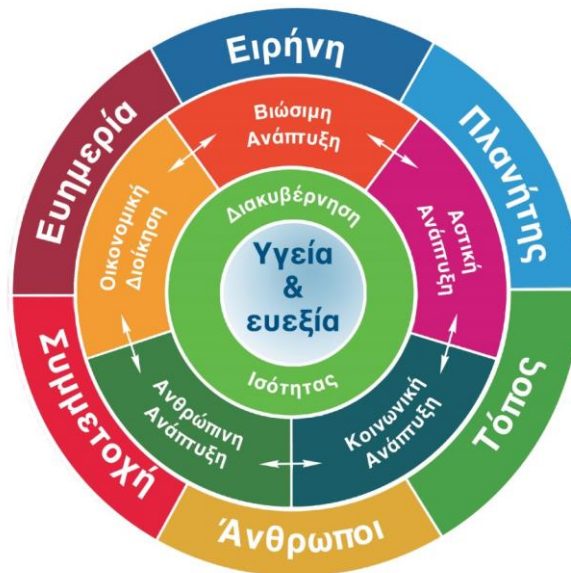 Ειρήνη
Πλανήτης
Τόπος
Άνθρωποι
Συμμετοχή
Ευημερία
Βιώσιμη
Ανάπτυξη
Αστική
Ανάπτυξη
Κοινωνική
Ανάπτυξη
Ανθρώπινη
Ανάπτυξη
Οικονομική
Διοίκηση
Διακυβέρνηση
Ισότητας
Υγεία
&
ευεξία